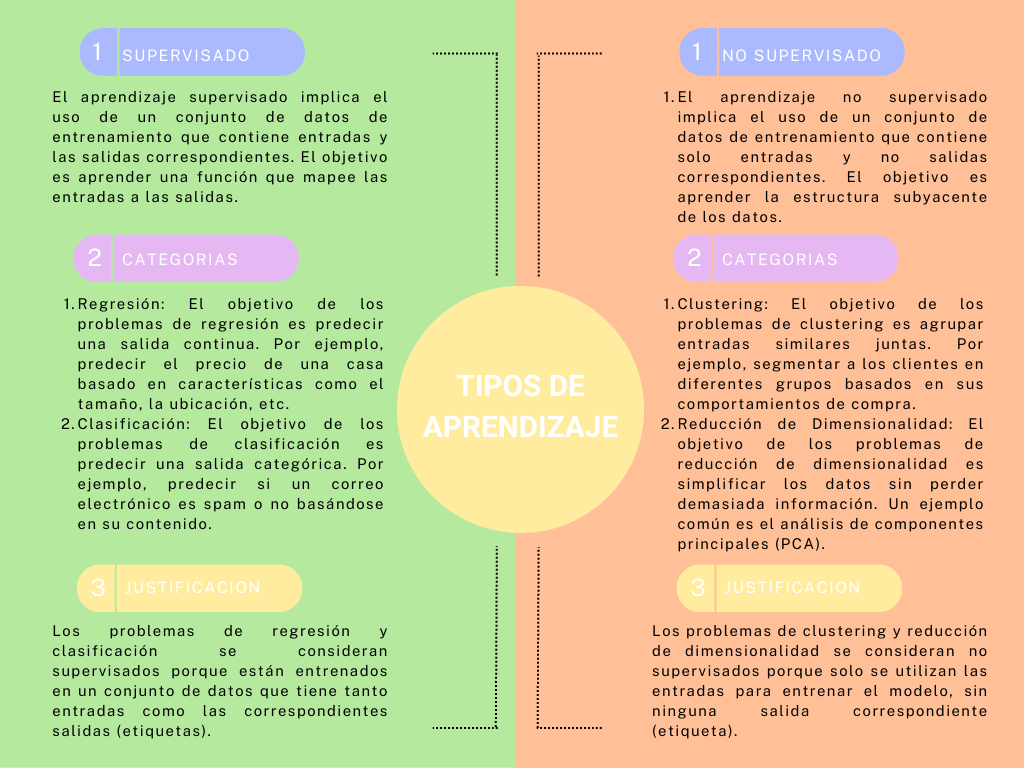 1 SUPERVISADO
El aprendizaje supervisado implica el
uso de un conjunto de datos de
entrenamiento que contiene entradas y
las salidas correspondientes. El objetivo
es aprender una función que mapee las
entradas a las salidas.
2 CATEGORIAS
1. Regresión: El objetivo de los
problemas de regresión es predecir
una salida continua. Por ejemplo,
predecir el precio de una casa
basado en características como el
tamaño, la ubicación, etc.
2. Clasificación: El objetivo de los
problemas de clasificación es
predecir una salida categórica. Por
ejemplo, predecir si un correo
electrónico es spam o no basándose
en su contenido.
3 JUSTIFICACION
Los problemas de regresión y
clasificación se consideran
supervisados porque están entrenados
en un conjunto de datos que tiene tanto
entradas como las correspondientes
salidas (etiquetas).
TIPOS DE
APRENDIZAJE
1 NO SUPERVISADO
1. El aprendizaje no supervisado
implica el uso de un conjunto de
datos de entrenamiento que contiene
solo entradas y no salidas
correspondientes. El objetivo es
aprender la estructura subyacente
de los datos.
2 CATEGORIAS
1. Clustering: El objetivo de los
problemas de clustering es agrupar
entradas similares juntas. Por
ejemplo, segmentar a los clientes en
diferentes grupos basados en sus
comportamientos de compra.
2. Reducción de Dimensionalidad: El
objetivo de los problemas de
reducción de dimensionalidad es
simplificar los datos sin perder
demasiada información. Un ejemplo
común es el análisis de componentes
principales (PCA).
3 JUSTIFICACION
Los problemas de clustering y reducción
de dimensionalidad se consideran no
supervisados porque solo se utilizan las
entradas para entrenar el modelo, sin
ninguna salida correspondiente
(etiqueta).